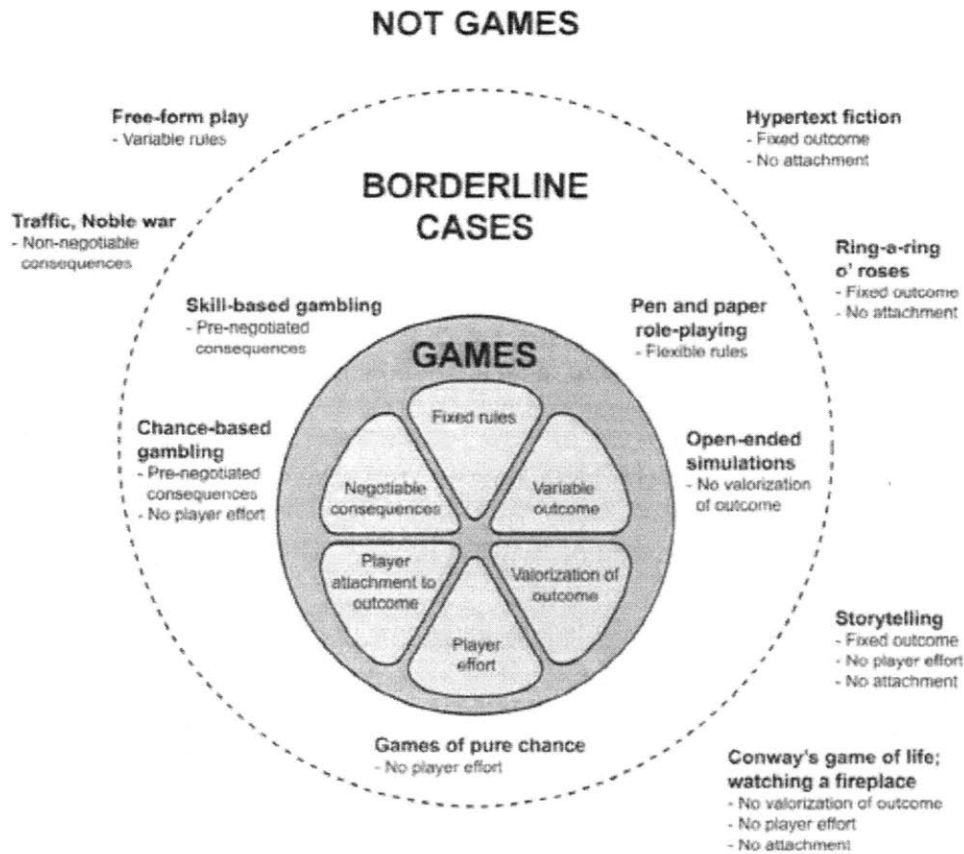 NOT GAMES
Free-form play
- Variable rules
Hypertext fiction
- Fixed outcome
- No attachment
BORDERLINE
CASES
Traffic, Noble war
- Non-negotiable
consequences
Ring-a-ring
o' roses
- Fixed outcome
- No attachment
Skill-based gambling
- Pre-negotiated
consequences
Pen and paper
role-playing
- Flexible rules
GAMES
Fixed rules
Chance-based
gambling
- Pre-negotiated
consequences
- No player effort
Open-ended
simulations
- No valorization
of outcome
Negotiable
consequences
Variable
outcome
Player
attachment to
outcome
Valorization of
outcome
Player
effort
Storytelling
- Fixed outcome
- No player effort
- No attachment
Games of pure chance
- No player effort
Conway's game of life;
watching a fireplace
- No valorization of outcome
- No player effort
- No attachment